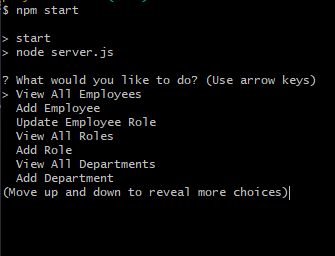 $ npm start
> start
> node server.js
? What would you like to do? (Use arrow keys)
> View All Employees
Add Employee
Update Employee Role
View All Roles
Add Role
View All Departments
Add Department
(Move up and down to reveal more choices)